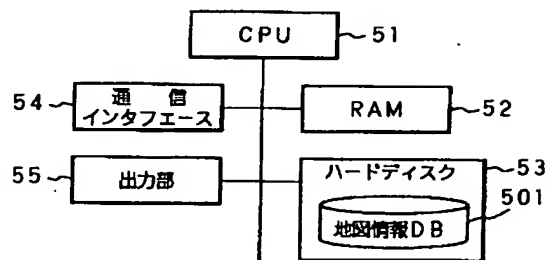 CPU
51
54
通 信
インタフエース
RAM
52
55
出力部
ハードディスク
53
501
地図情報DB